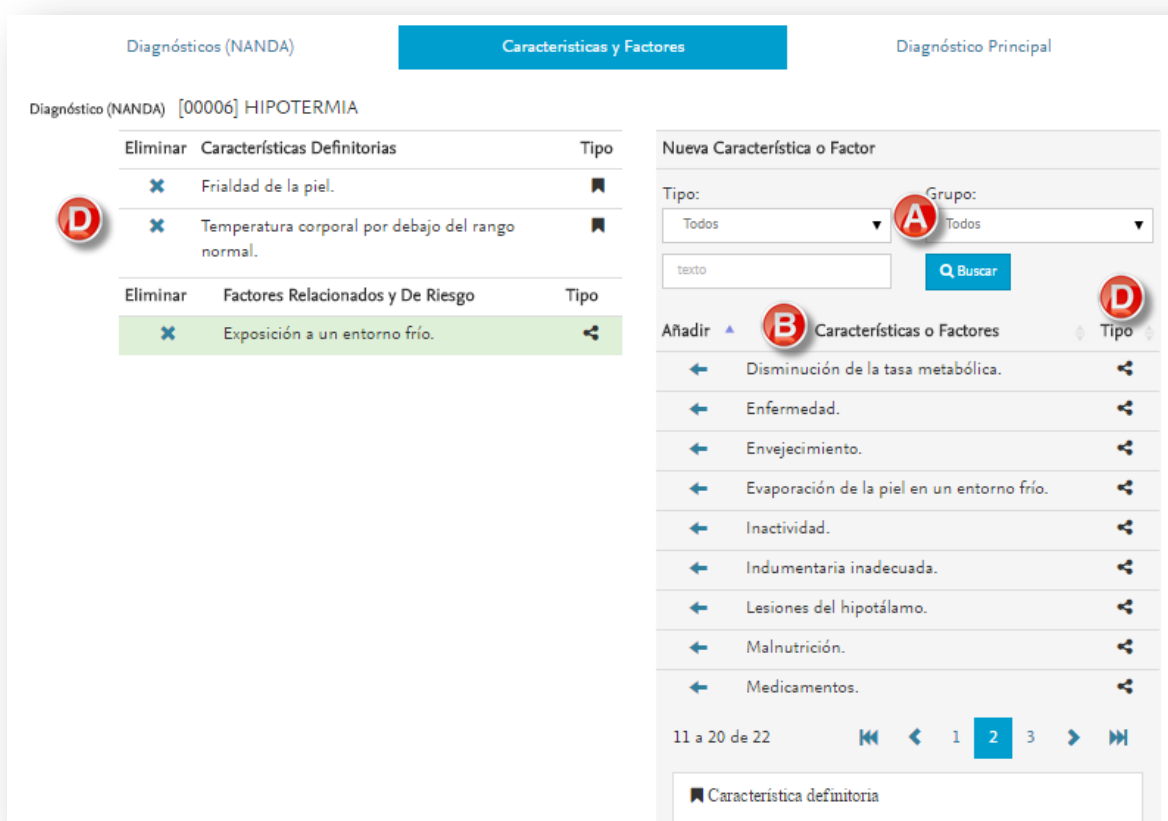 Diagnósticos (NANDA)
Caracteristicas y Factores
Diagnóstico Principal
Diagnóstico (NANDA) [00006] HIPOTERMIA
Eliminar Características Definitorias Tipo
Frialdad de la piel.
D
Temperatura corporal por debajo del rango
normal.
Eliminar Factores Relacionados y De Riesgo Tipo
Exposición a un entorno frío.
Nueva Característica o Factor
Tipo: Grupo:
Todos A Todos
texto Buscar
D
Añadir B Características o Factores Tipo
Disminución de la tasa metabólica.
Enfermedad.
Envejecimiento.
Evaporación de la piel en un entorno frío.
Inactividad.
Indumentaria inadecuada.
Lesiones del hipotálamo.
Malnutrición.
Medicamentos.
11 a 20 de 22 1 2 3
Característica definitoria